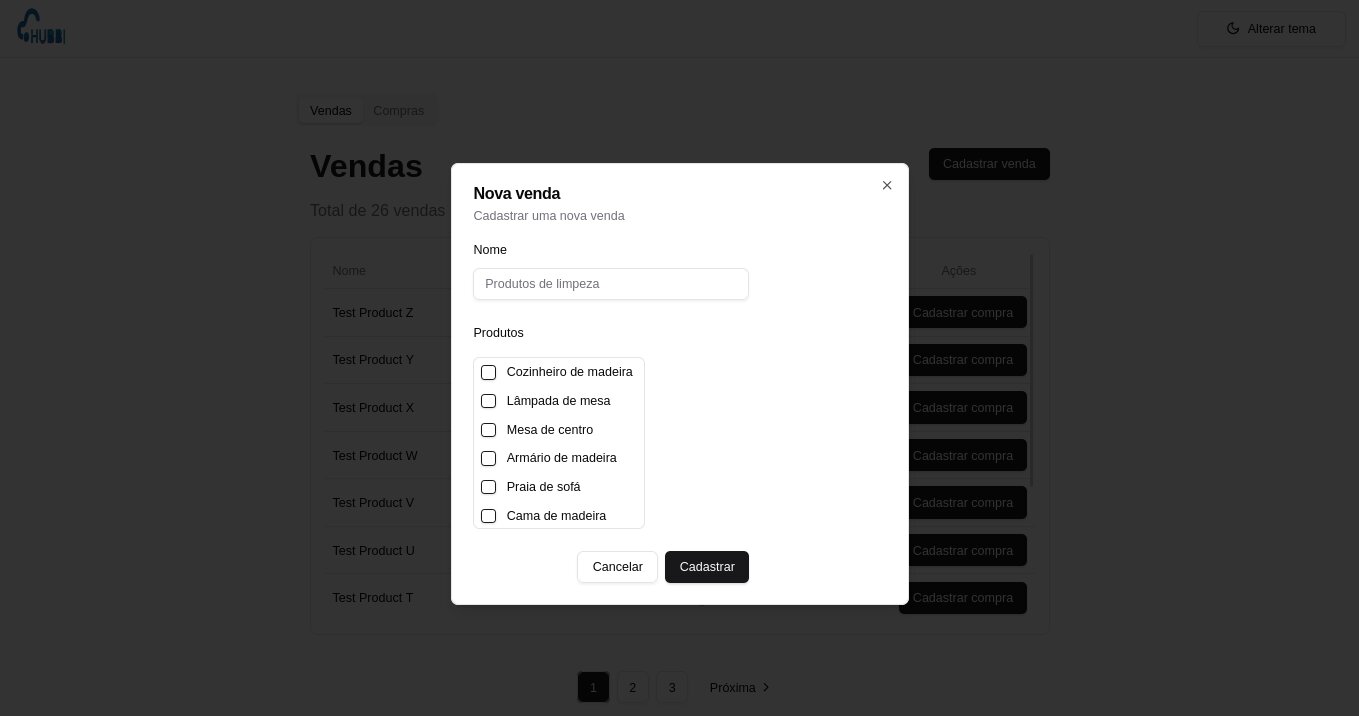 HUBBI
Alterar tema
Vendas Compras
Vendas
Cadastrar venda
Total de 26 vendas
Nova venda
Cadastrar uma nova venda
Nome
Produtos de limpeza
Produtos
Cozinheiro de madeira
Lâmpada de mesa
Mesa de centro
Armário de madeira
Praia de sofá
Cama de madeira
Cancelar Cadastrar
Nome Ações
Test Product Z Cadastrar compra
Test Product Y Cadastrar compra
Test Product X Cadastrar compra
Test Product W Cadastrar compra
Test Product V Cadastrar compra
Test Product U Cadastrar compra
Test Product T Cadastrar compra
1 2 3 Próxima